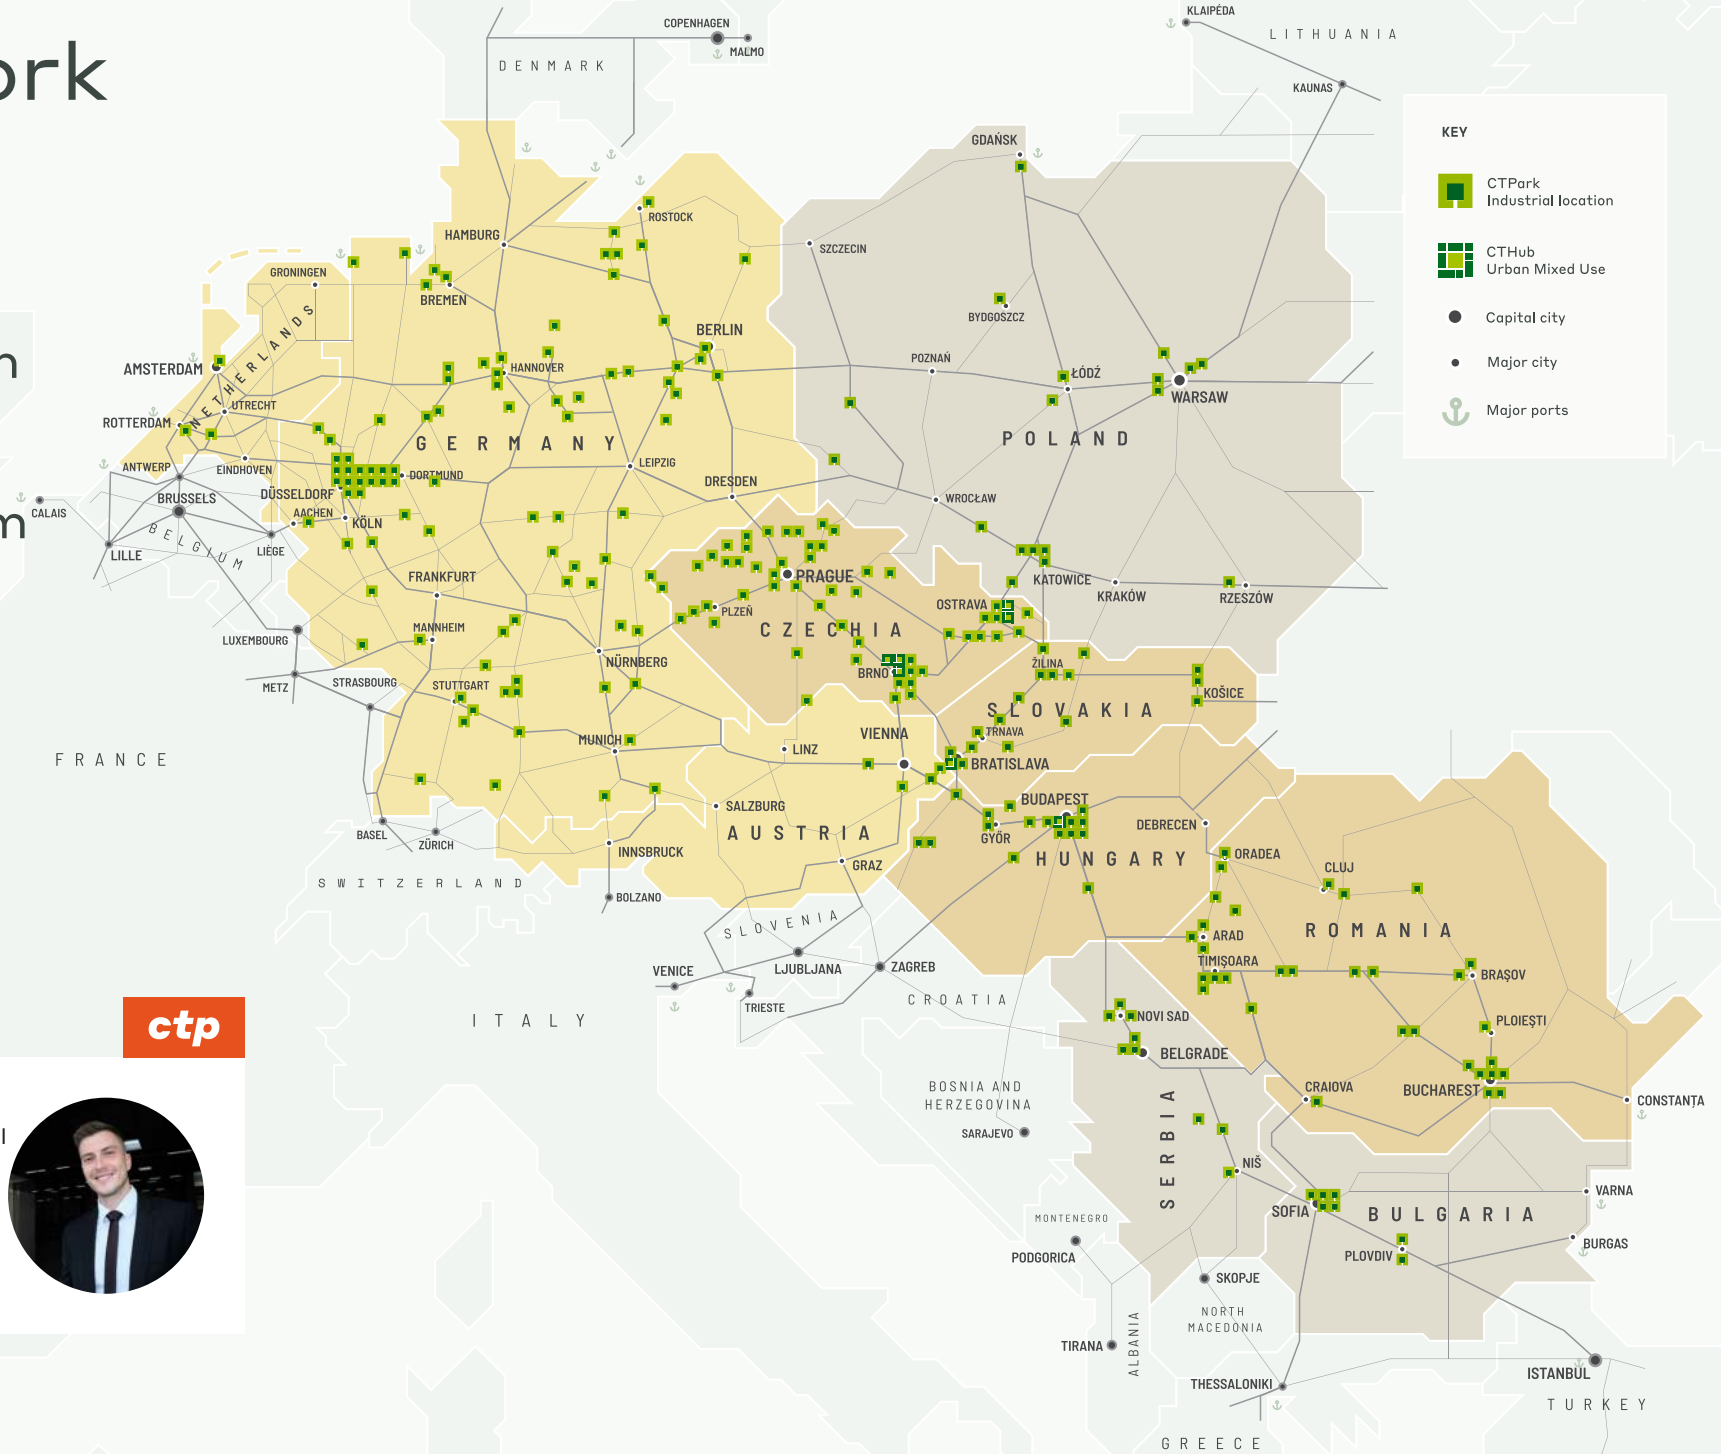 ork
n
m
ctp
l
KEY
CTPark
Industrial location
CTHub
Urban Mixed Use
Capital city
Major city
Major ports
COPENHAGEN
MALMO
DENMARK
KLAIPĖDA
LITHUANIA
KAUNAS
GDAŃSK
ROSTOCK
HAMBURG
SZCZECIN
GRONINGEN
BREMEN
BERLIN
BYDGOSZCZ
NETHERLANDS
AMSTERDAM
HANNOVER
POZNAŃ
ŁÓDŹ
WARSAW
UTRECHT
ROTTERDAM
GERMANY
POLAND
ANTWERP
EINDHOVEN
DORTMUND
LEIPZIG
DRESDEN
BRUSSELS
DÜSSELDORF
WROCŁAW
CALAIS
AACHEN
KÖLN
BELGIUM
LILLE
LIÈGE
FRANKFURT
PRAGUE
KATOWICE
KRAKÓW
RZESZÓW
OSTRAVA
PLZEŇ
CZECHIA
LUXEMBOURG
MANNHEIM
NÜRNBERG
BRNO
ŽILINA
METZ
STRASBOURG
STUTTGART
KOŠICE
SLOVAKIA
TRNAVA
VIENNA
MUNICH
LINZ
BRATISLAVA
FRANCE
SALZBURG
BUDAPEST
DEBRECEN
BASEL
ZÜRICH
AUSTRIA
GYÖR
HUNGARY
INNSBRUCK
GRAZ
ORADEA
CLUJ
SWITZERLAND
BOLZANO
SLOVENIA
ROMANIA
ARAD
TIMIȘOARA
VENICE
LJUBLJANA
ZAGREB
BRAȘOV
TRIESTE
CROATIA
ITALY
NOVI SAD
PLOIEȘTI
BELGRADE
BOSNIA AND
HERZEGOVINA
CRAIOVA
BUCHAREST
CONSTANȚA
SARAJEVO
SERBIA
NIŠ
VARNA
MONTENEGRO
SOFIA
BULGARIA
PODGORICA
PLOVDIV
BURGAS
SKOPJE
NORTH
MACEDONIA
TIRANA
ALBANIA
ISTANBUL
THESSALONIKI
TURKEY
GREECE